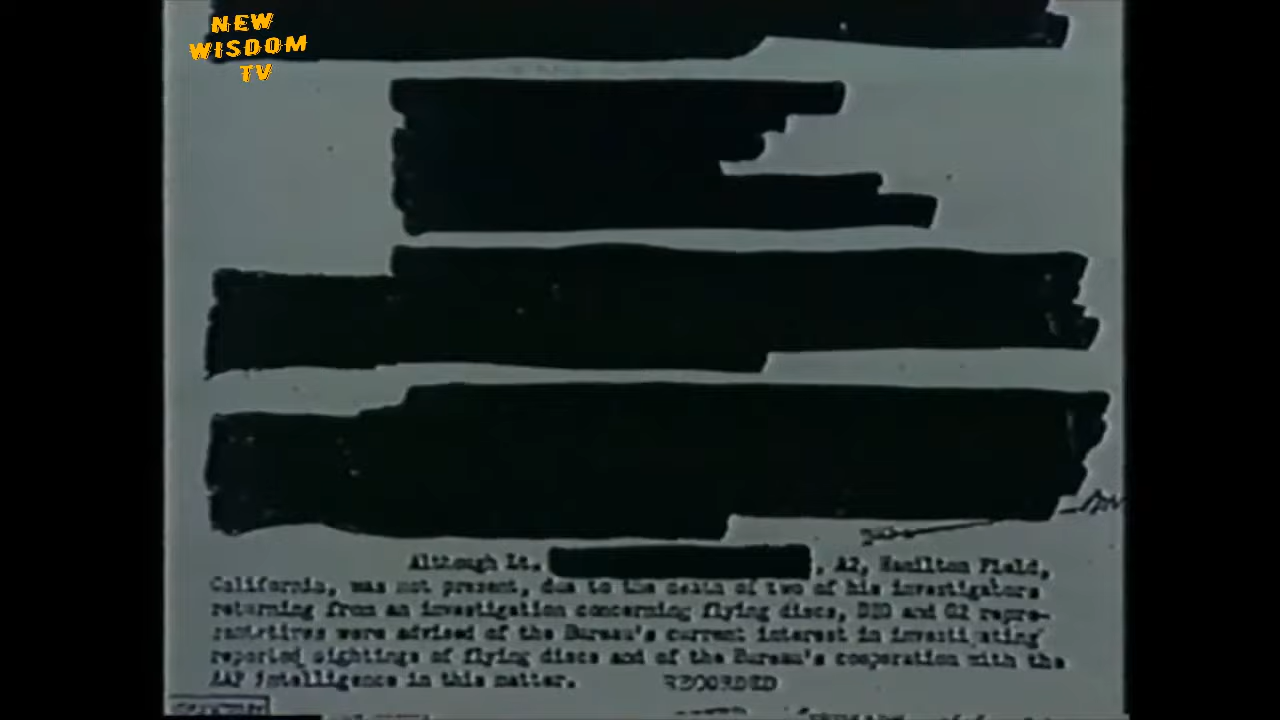 NEW
WISDOM
TV
Although Lt. , A2, Hamilton Field,
California, was not present, due to the death of two of his investigators
returning from an investigation concerning flying discs, DIO and G2 repre-
sentatives were advised of the Bureau's current interest in investigating
reported sightings of flying discs and of the Bureau's cooperation with the
AAF intelligence in this matter.
RECORDED